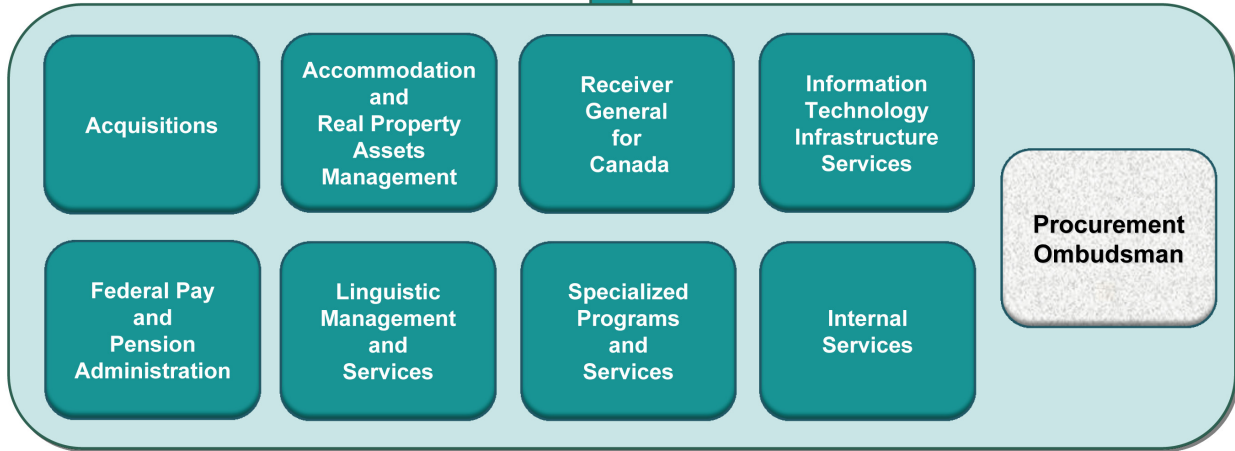 Acquisitions
Accommodation
and
Real Property
Assets
Management
Receiver
General
for
Canada
Information
Technology
Infrastructure
Services
Procurement
Ombudsman
Federal Pay
and
Pension
Administration
Linguistic
Management
and
Services
Specialized
Programs
and
Services
Internal
Services